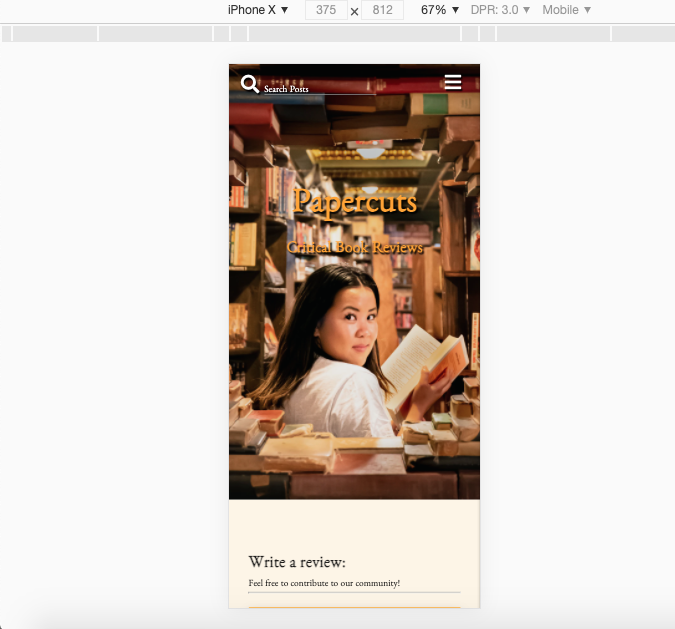 iPhone X ▼ 375 × 812 67% ▼ DPR: 3.0 ▼ Mobile ▼
Search Posts
Papercuts
Critical Book Reviews
Write a review:
Feel free to contribute to our community!